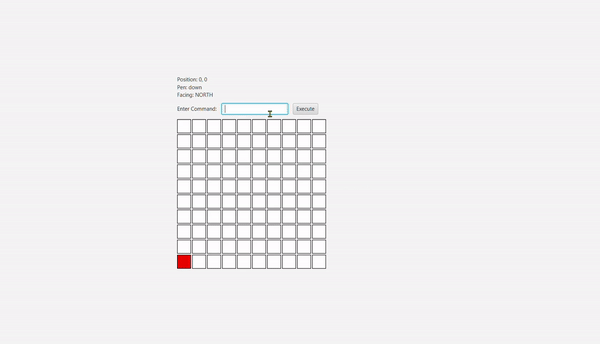 Position: 0, 0
Pen: down
Facing: NORTH
Enter Command:
Execute